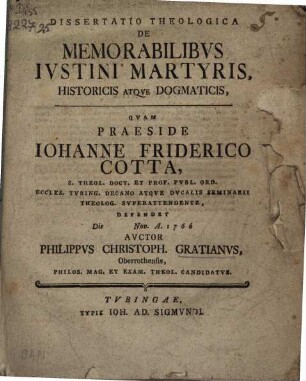 DISSERTATIO THEOLOGICA
DE
MEMORABILIBVS
IVSTINI MARTYRIS,
HISTORICIS ATQVE DOGMATICIS,
QVAM
PRAESIDE
IOHANNE FRIDERICO
COTTA,
S. THEOL. DOCT. ET PROF. PVBL. ORD.
ECCLES. TVBING. DECANO ATQVE DVCALIS SEMINARII
THEOLOG. SVPERATTENDENTE,
DEFENDET
Die Nov. A. 1766
AVCTOR
PHILIPPVS CHRISTOPH. GRATIANVS,
Oberrothensis,
PHILOS. MAG. ET EXAM. THEOL. CANDIDATVS.
TVBINGAE,
TYPIS IOH. AD. SIGMVNDI.